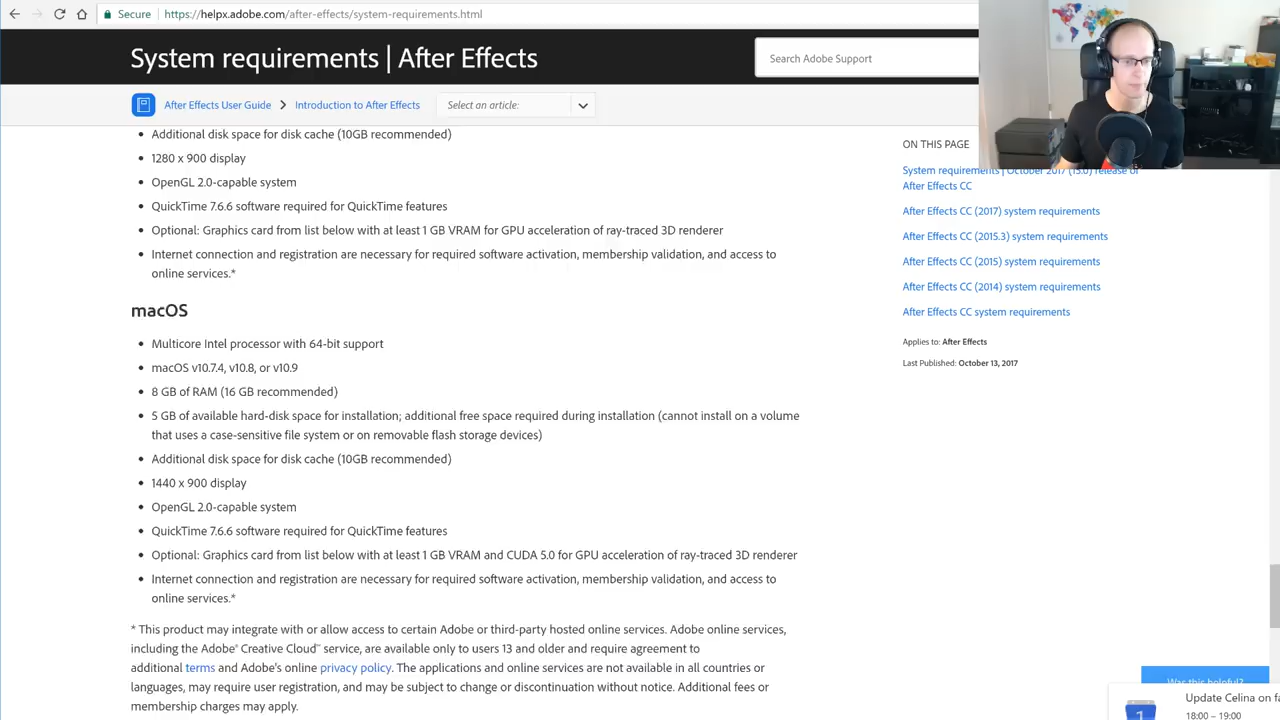 Secure
https://helpx.adobe.com/after-effects/system-requirements.html
System requirements | After Effects
Search Adobe Support
After Effects User Guide
Introduction to After Effects
Select an article:
• Additional disk space for disk cache (10GB recommended)
• 1280 x 900 display
• OpenGL 2.0-capable system
• QuickTime 7.6.6 software required for QuickTime features
• Optional: Graphics card from list below with at least 1 GB VRAM for GPU acceleration of ray-traced 3D renderer
• Internet connection and registration are necessary for required software activation, membership validation, and access to
online services.*
macOS
• Multicore Intel processor with 64-bit support
• macOS v10.7.4, v10.8, or v10.9
• 8 GB of RAM (16 GB recommended)
• 5 GB of available hard-disk space for installation; additional free space required during installation (cannot install on a volume
that uses a case-sensitive file system or on removable flash storage devices)
• Additional disk space for disk cache (10GB recommended)
• 1440 x 900 display
• OpenGL 2.0-capable system
• QuickTime 7.6.6 software required for QuickTime features
• Optional: Graphics card from list below with at least 1 GB VRAM and CUDA 5.0 for GPU acceleration of ray-traced 3D renderer
• Internet connection and registration are necessary for required software activation, membership validation, and access to
online services.*
* This product may integrate with or allow access to certain Adobe or third-party hosted online services. Adobe online services,
including the Adobe® Creative Cloud™ service, are available only to users 13 and older and require agreement to
additional terms and Adobe's online privacy policy. The applications and online services are not available in all countries or
languages, may require user registration, and may be subject to change or discontinuation without notice. Additional fees or
membership charges may apply.
ON THIS PAGE
System requirements | October 2017 (15.0) release of
After Effects CC
After Effects CC (2017) system requirements
After Effects CC (2015.3) system requirements
After Effects CC (2015) system requirements
After Effects CC (2014) system requirements
After Effects CC system requirements
Applies to: After Effects
Last Published: October 13, 2017
Was this helpful?
1
Update Celina on fa
18:00 – 19:00